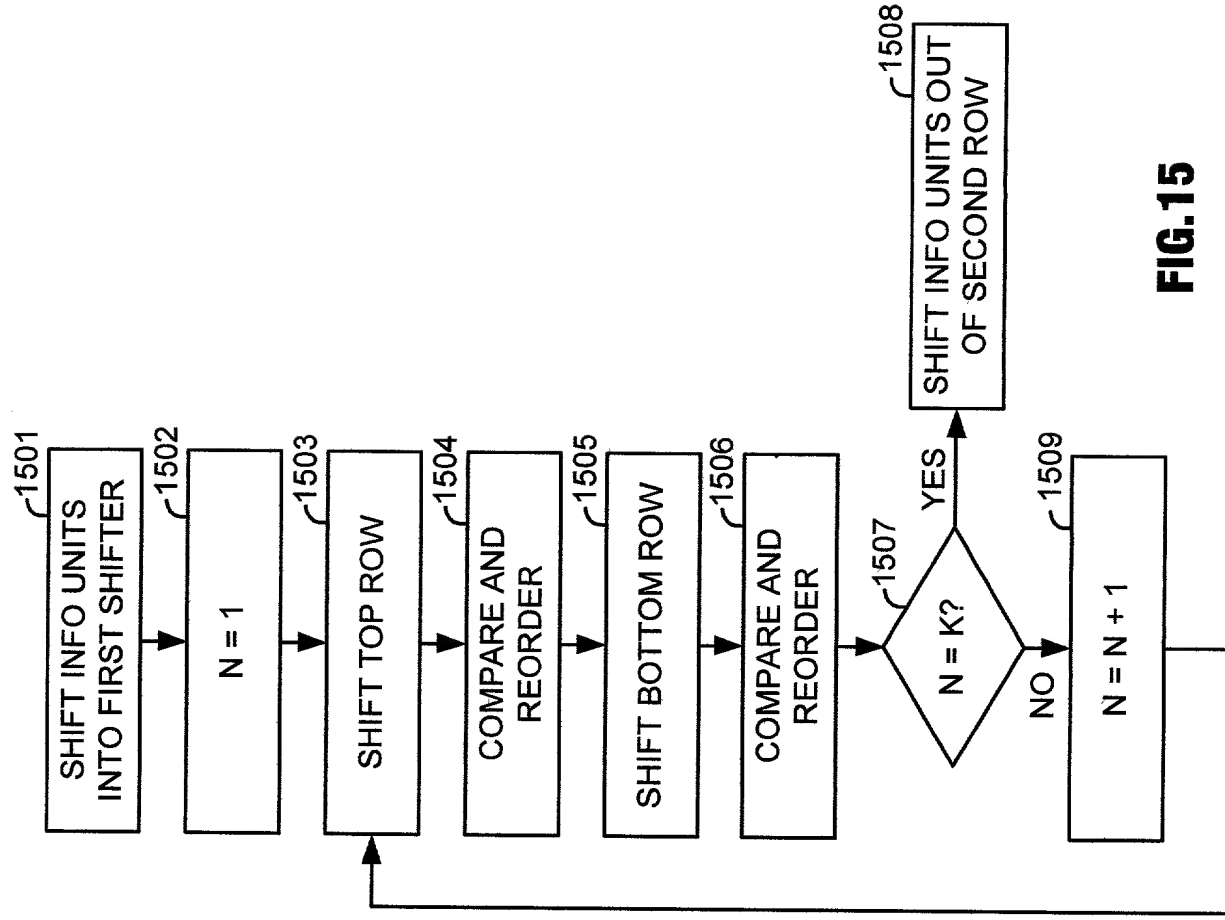 1501
SHIFT INFO UNITS
INTO FIRST SHIFTER
1502
N = 1
1503
SHIFT TOP ROW
1504
COMPARE AND
REORDER
1505
SHIFT BOTTOM ROW
1506
COMPARE AND
REORDER
1507
N = K?
YES
NO
1508
SHIFT INFO UNITS OUT
OF SECOND ROW
1509
N = N + 1
FIG.15